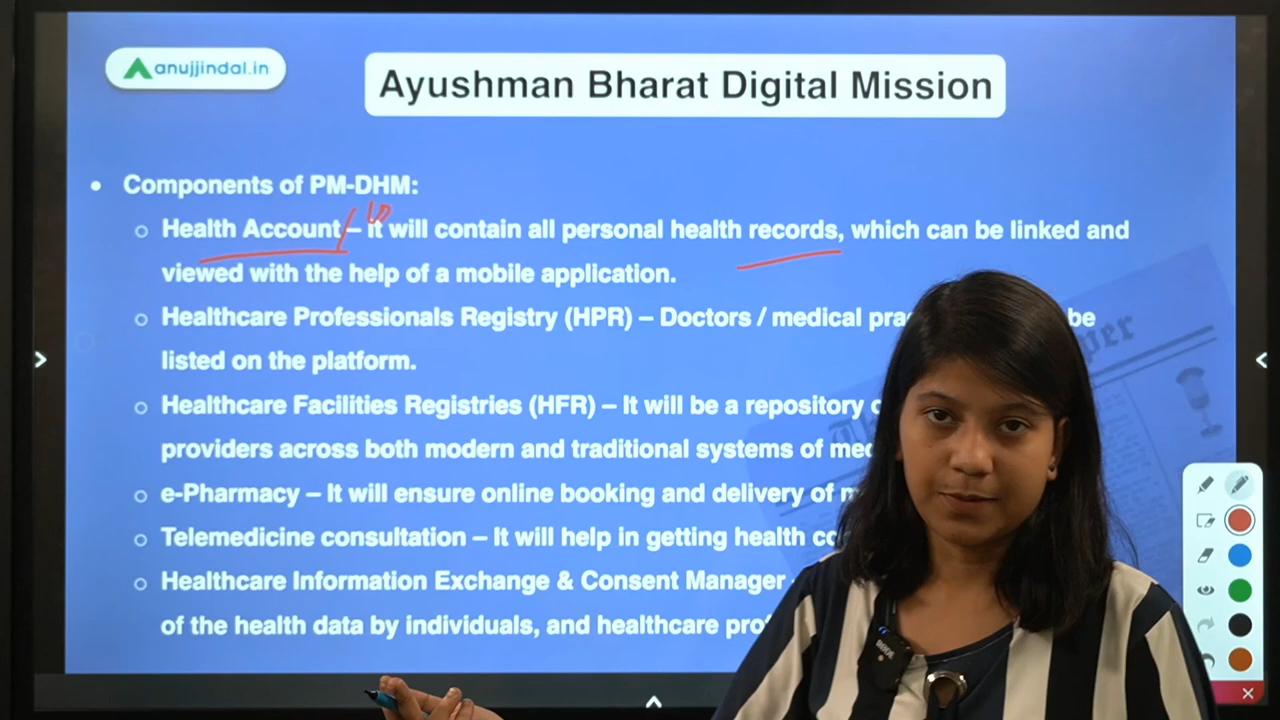 anujjindal.in
Ayushman Bharat Digital Mission
• Components of PM-DHM:
○ Health Account – it will contain all personal health records, which can be linked and
viewed with the help of a mobile application.
○ Healthcare Professionals Registry (HPR) – Doctors / medical be
listed on the platform.
○ Healthcare Facilities Registries (HFR) – It will be a repository
providers across both modern and traditional systems of
○ e-Pharmacy – It will ensure online booking and delivery of
○ Telemedicine consultation – It will help in getting health
○ Healthcare Information Exchange & Consent Manager
of the health data by individuals, and healthcare